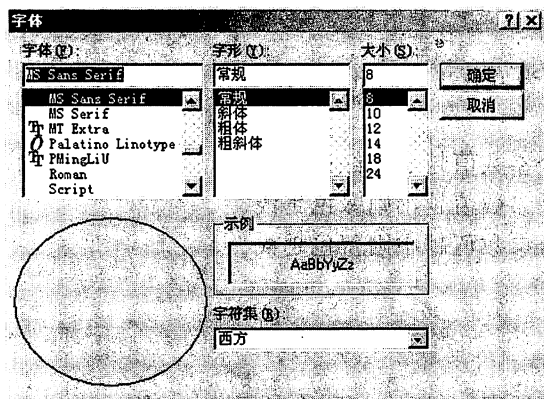 字体
字体(F):
字形(Y):
大小(S):
MS Sans Serif
常规
8
确定
取消
MS Sans Serif
MS Serif
MT Extra
Palatino Linotype
PMingLiU
Roman
Script
常规
斜体
粗体
粗斜体
8
10
12
14
18
24
示例
AaBbYyZz
字符集(R):
西方